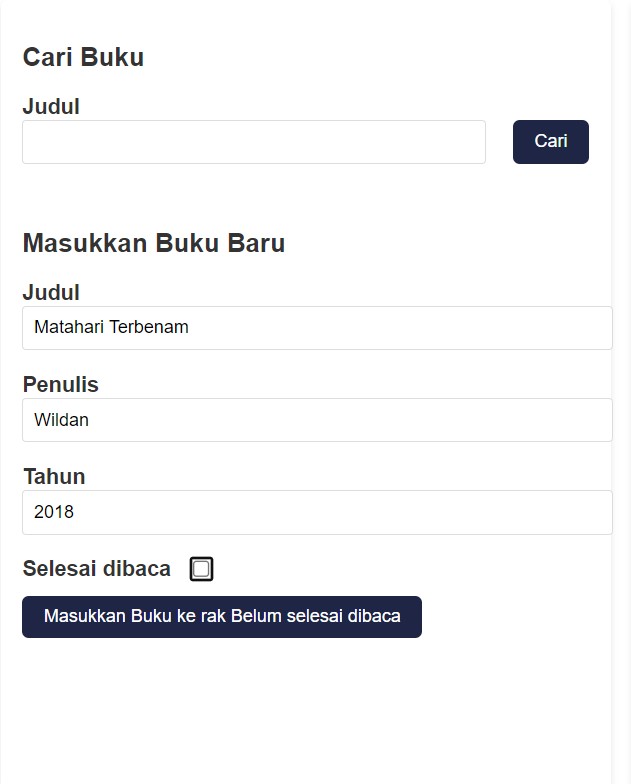 Cari Buku
Judul
Cari
Masukkan Buku Baru
Judul
Matahari Terbenam
Penulis
Wildan
Tahun
2018
Selesai dibaca
Masukkan Buku ke rak Belum selesai dibaca